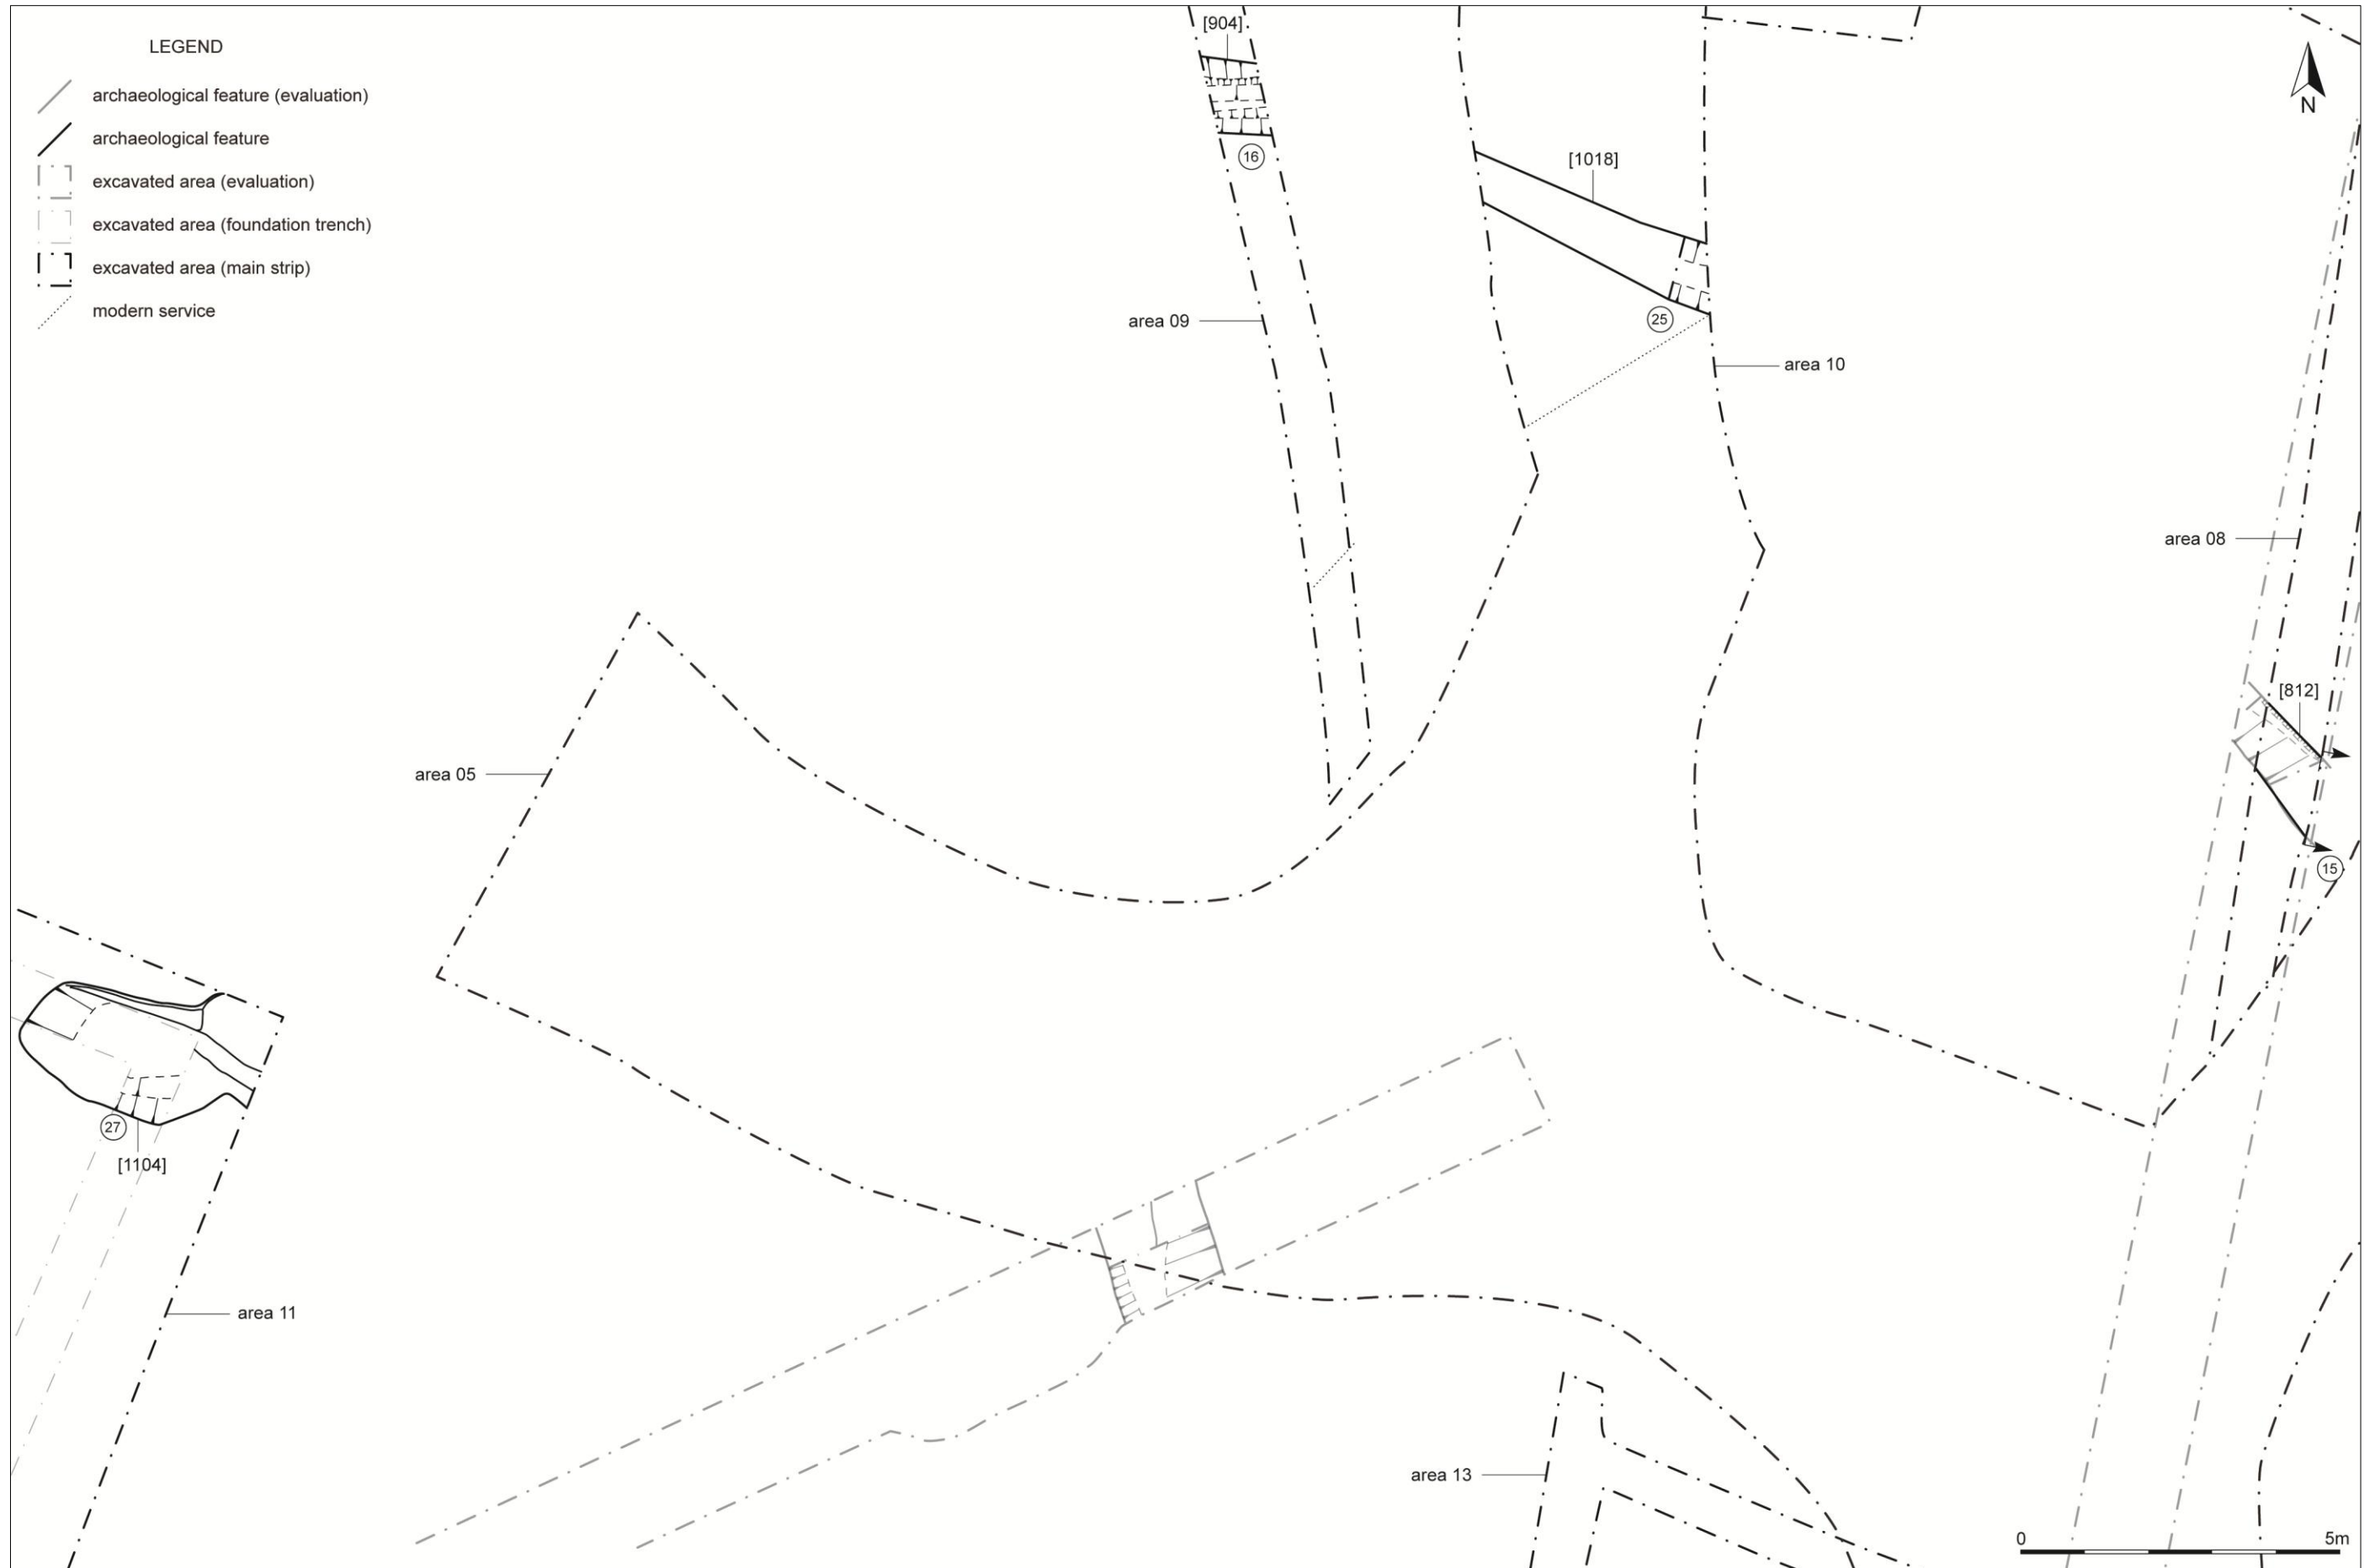 LEGEND
archaeological feature (evaluation)
archaeological feature
excavated area (evaluation)
excavated area (foundation trench)
excavated area (main strip)
modern service
[904]
16
N
[1018]
25
area 09
area 10
area 08
[812]
15
area 05
27
[1104]
area 11
area 13
0 5m